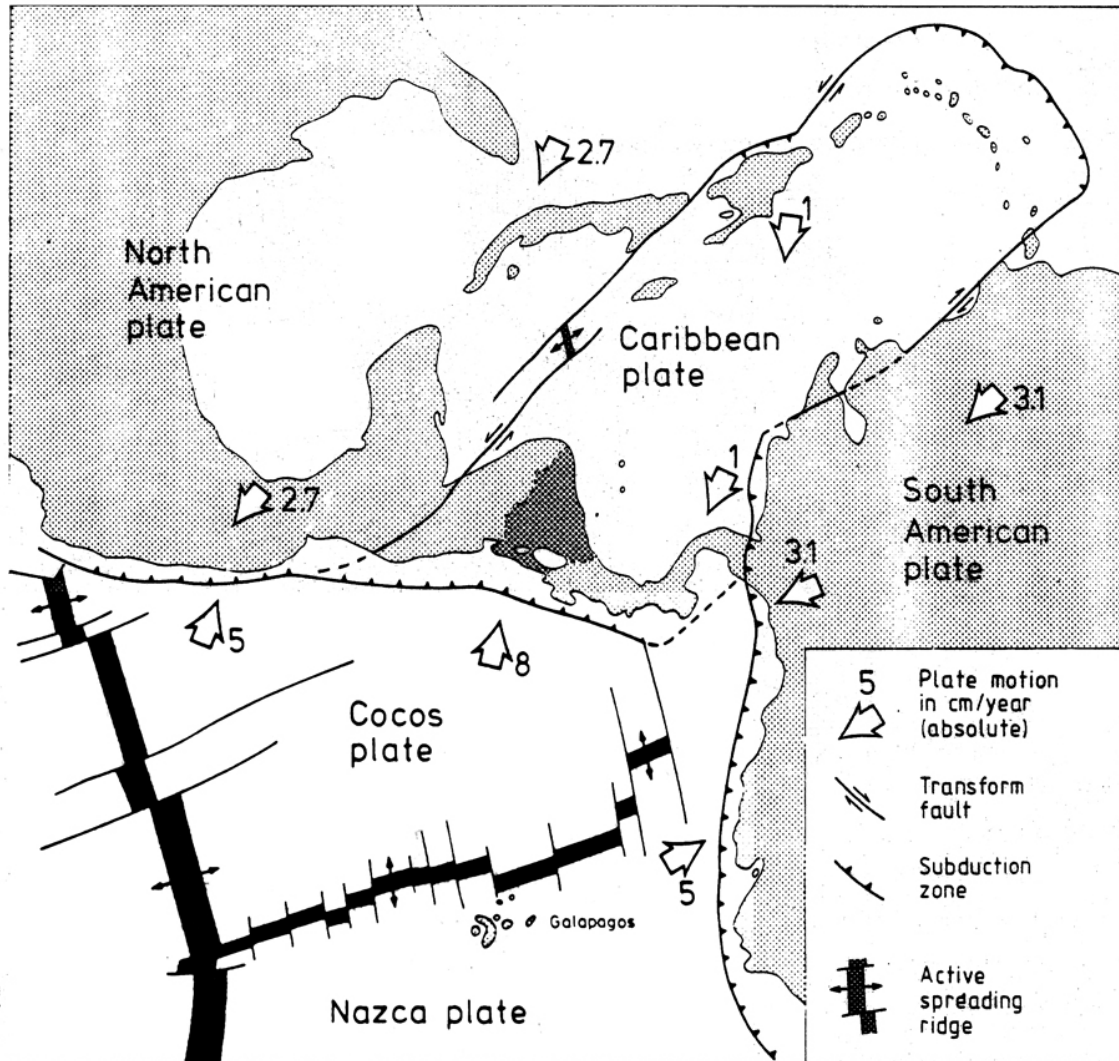 2.7
North
American
plate
1
Caribbean
plate
3.1
2.7
1
South
American
plate
3.1
5
8
Cocos
plate
5
Galapagos
Nazca plate
5
Plate motion
in cm/year
(absolute)
Transform
fault
Subduction
zone
Active
spreading
ridge